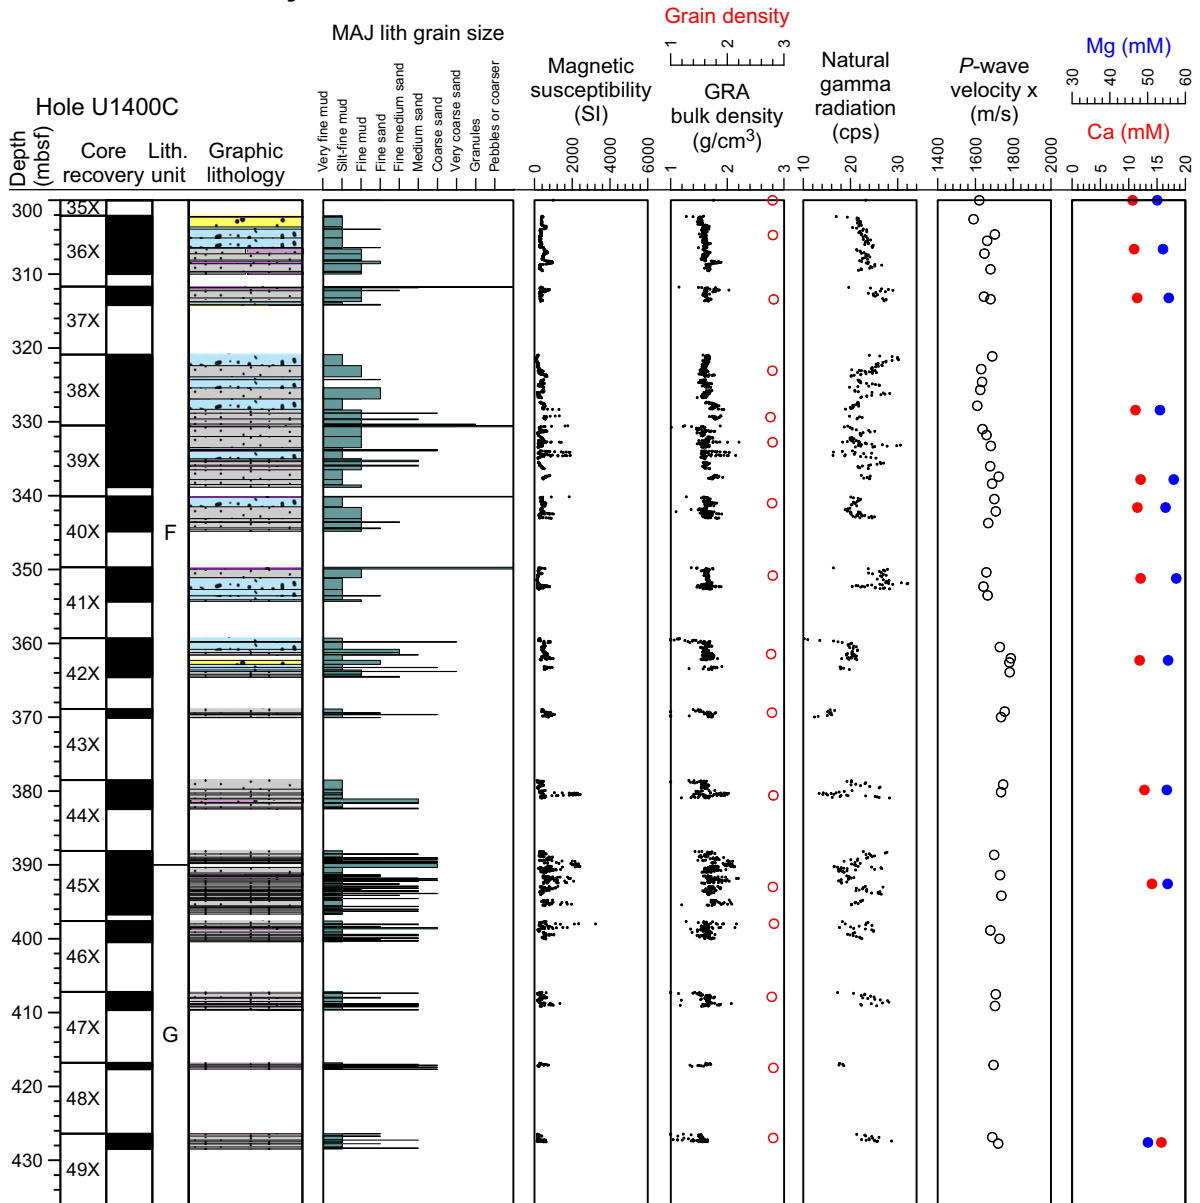 Grain density
1 2 3
MAJ lith grain size
Mg (mM)
30 40 50 60
Magnetic
susceptibility
(SI)
GRA
bulk density
(g/cm3)
Natural
gamma
radiation
(cps)
P-wave
velocity x
(m/s)
Ca (mM)
Hole U1400C
Depth
(mbsf)
Core
recovery
Lith.
unit
Graphic
lithology
Very fine mud
Silt-fine mud
Fine mud
Fine sand
Fine medium sand
Medium sand
Coarse sand
Very coarse sand
Granules
Pebbles or coarser
0 2000 4000 6000
1 2 3
10 20 30
1400 1600 1800 2000
0 5 10 15 20
300
310
320
330
340
350
360
370
380
390
400
410
420
430
35X
36X
37X
38X
39X
40X
41X
42X
43X
44X
45X
46X
47X
48X
49X
F
G